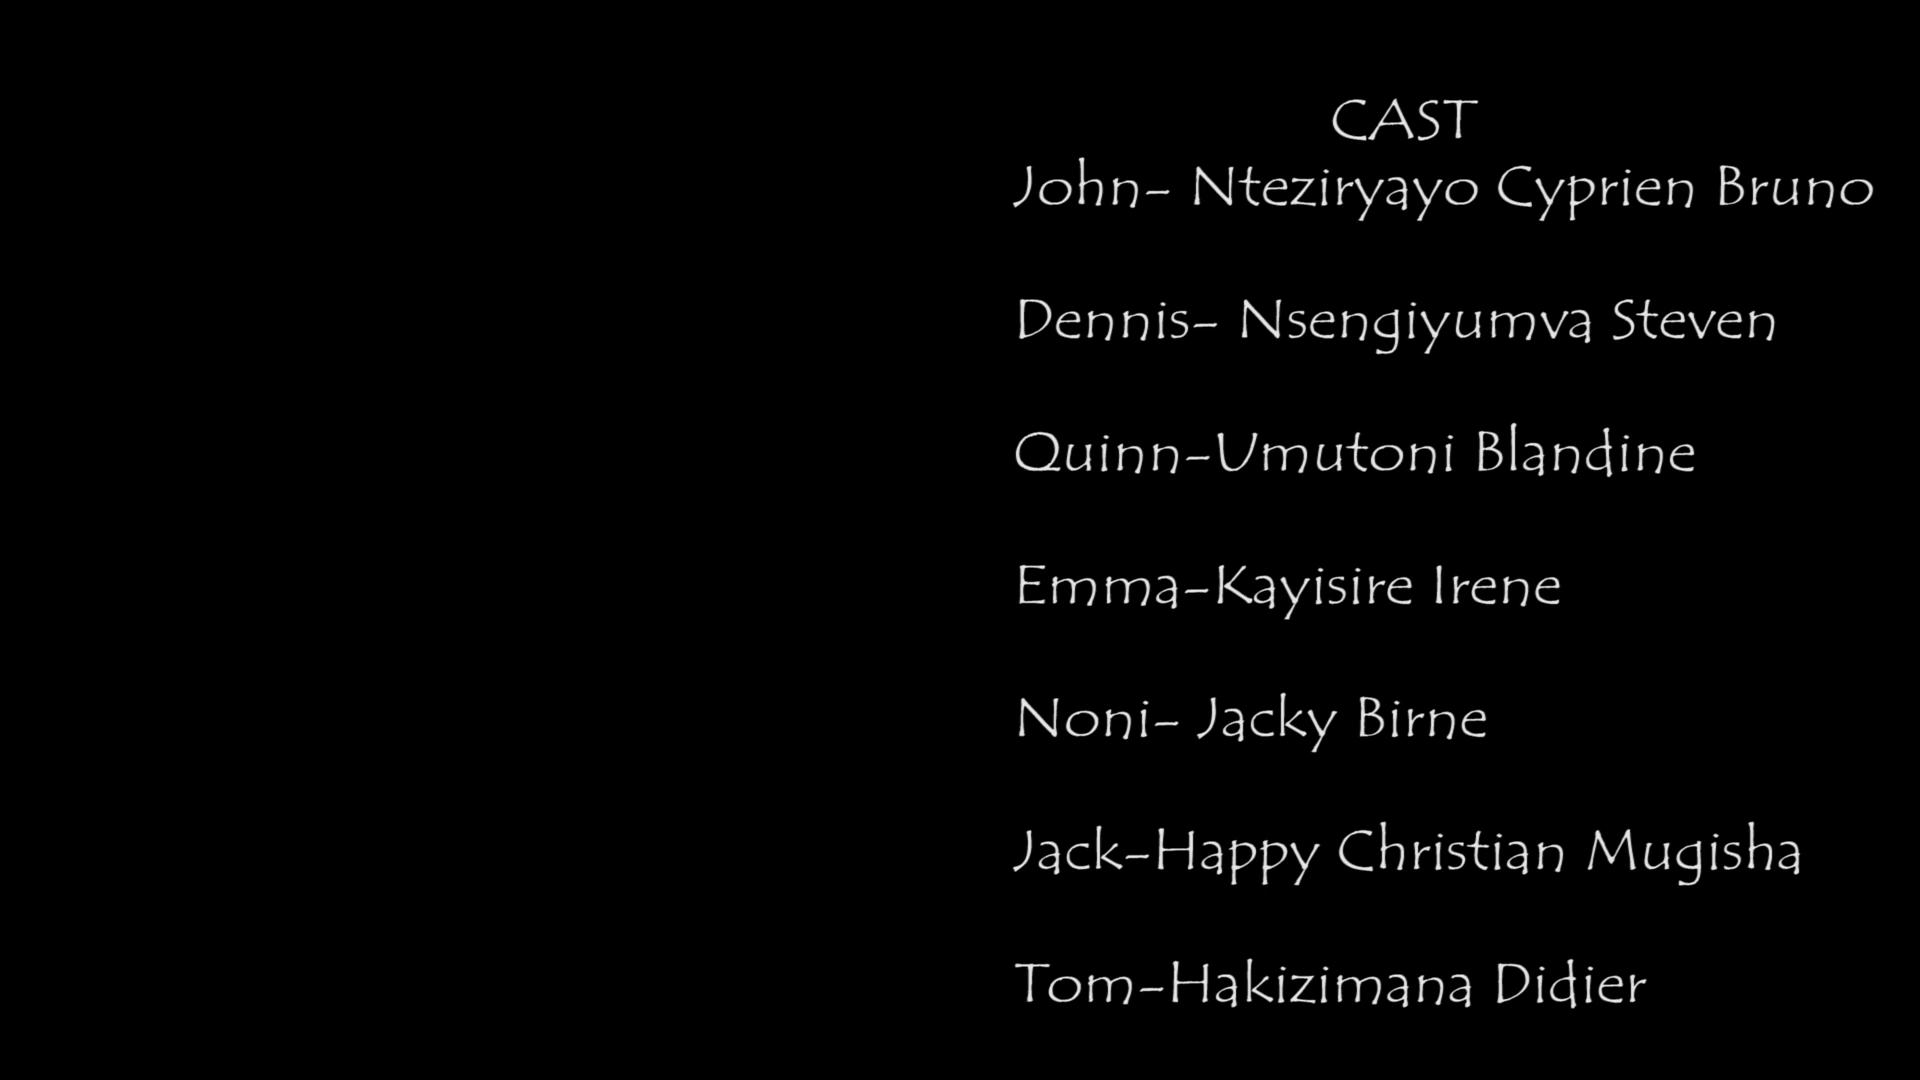 CAST
John- Nteziryayo Cyprien Bruno
Dennis- Nsengiyumva Steven
Quinn-Umutoni Blandine
Emma-Kayisire Irene
Noni- Jacky Birne
Jack-Happy Christian Mugisha
Tom-Hakizimana Didier